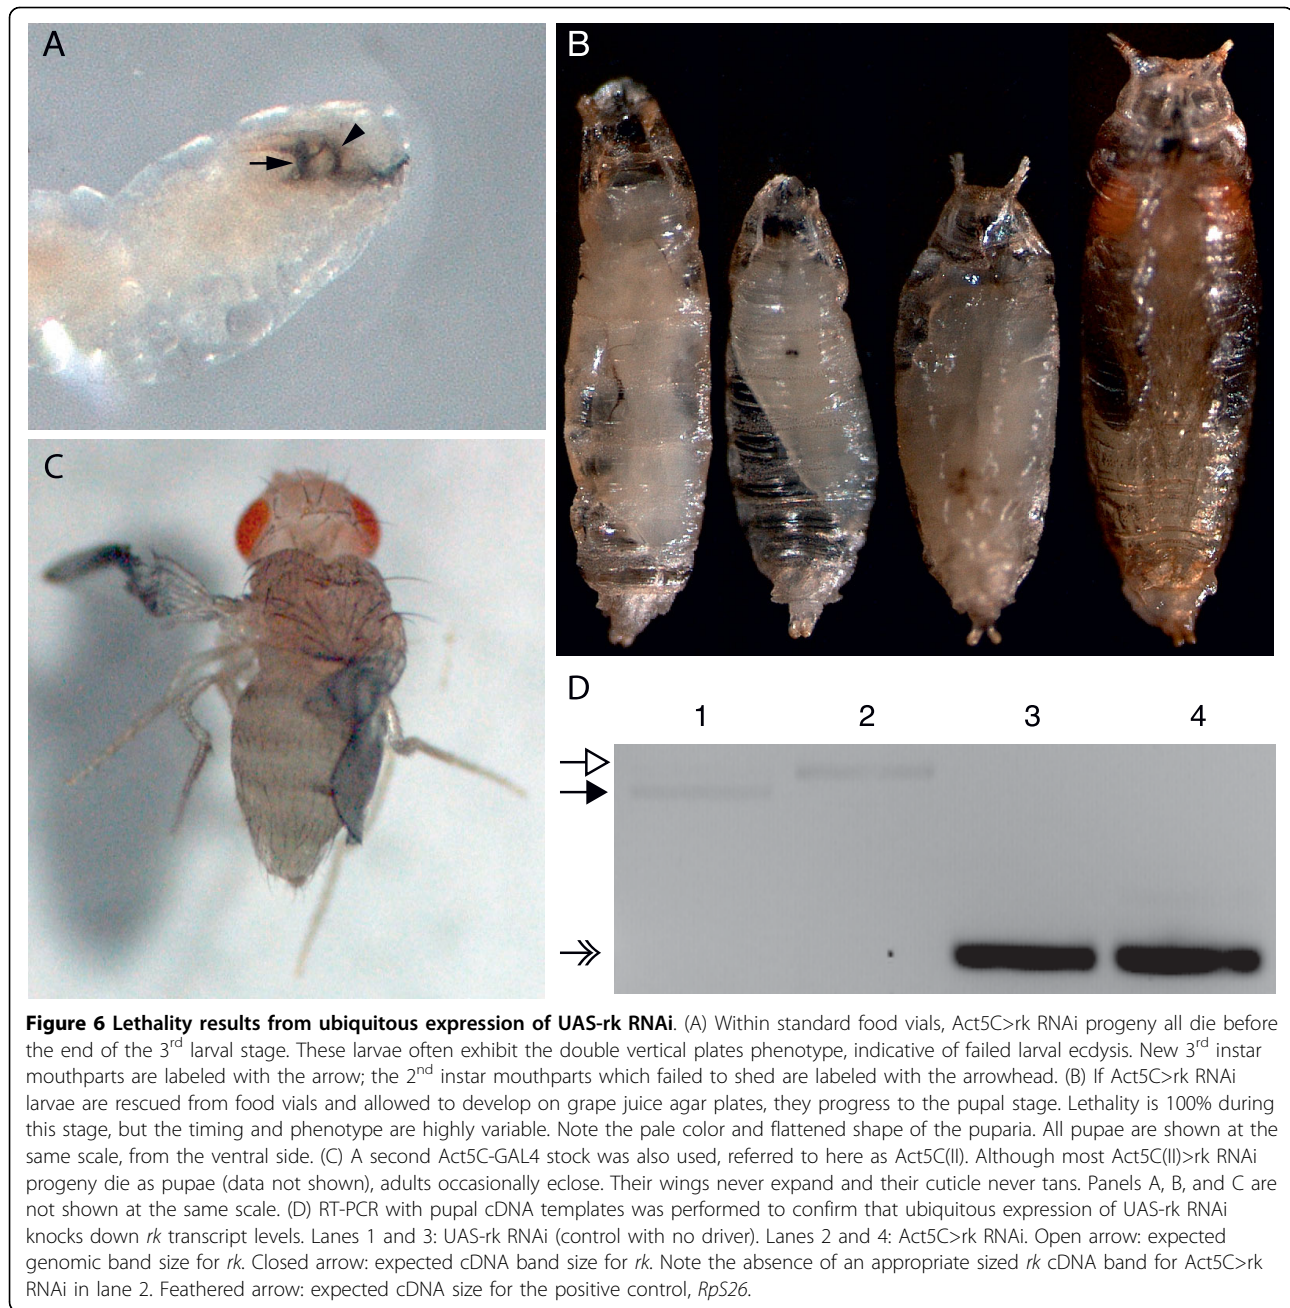 A
B
C
D
1 2 3 4
Figure 6 Lethality results from ubiquitous expression of UAS-rk RNAi. (A) Within standard food vials, Act5C>rk RNAi progeny all die before
the end of the 3rd larval stage. These larvae often exhibit the double vertical plates phenotype, indicative of failed larval ecdysis. New 3rd instar
mouthparts are labeled with the arrow; the 2nd instar mouthparts which failed to shed are labeled with the arrowhead. (B) If Act5C>rk RNAi
larvae are rescued from food vials and allowed to develop on grape juice agar plates, they progress to the pupal stage. Lethality is 100% during
this stage, but the timing and phenotype are highly variable. Note the pale color and flattened shape of the puparia. All pupae are shown at the
same scale, from the ventral side. (C) A second Act5C-GAL4 stock was also used, referred to here as Act5C(II). Although most Act5C(II)>rk RNAi
progeny die as pupae (data not shown), adults occasionally eclose. Their wings never expand and their cuticle never tans. Panels A, B, and C are
not shown at the same scale. (D) RT-PCR with pupal cDNA templates was performed to confirm that ubiquitous expression of UAS-rk RNAi
knocks down rk transcript levels. Lanes 1 and 3: UAS-rk RNAi (control with no driver). Lanes 2 and 4: Act5C>rk RNAi. Open arrow: expected
genomic band size for rk. Closed arrow: expected cDNA band size for rk. Note the absence of an appropriate sized rk cDNA band for Act5C>rk
RNAi in lane 2. Feathered arrow: expected cDNA size for the positive control, RpS26.